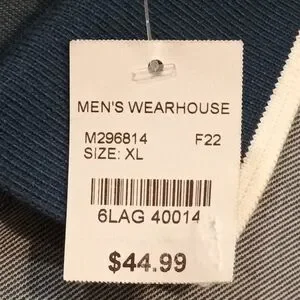 MEN'S WEARHOUSE
M296814 F22
SIZE: XL
6LAG 40014
$44.99